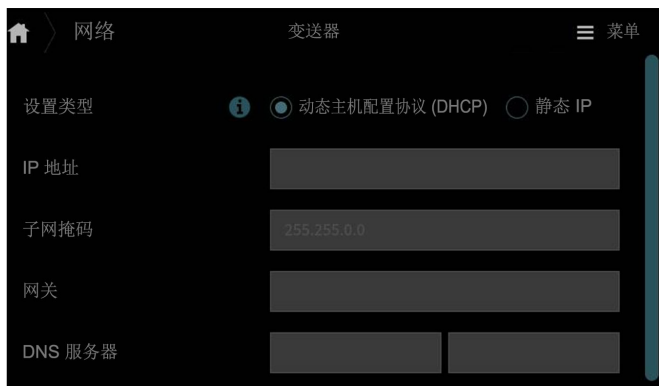 网络 变送器 菜单
设置类型 动态主机配置协议 (DHCP) 静态 IP
IP 地址
子网掩码 255.255.0.0
网关
DNS 服务器